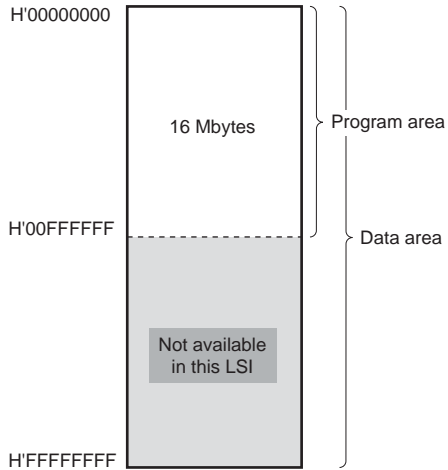 H'00000000
16 Mbytes
Program area
H'00FFFFFF
Data area
Not available
in this LSI
H'FFFFFFFF